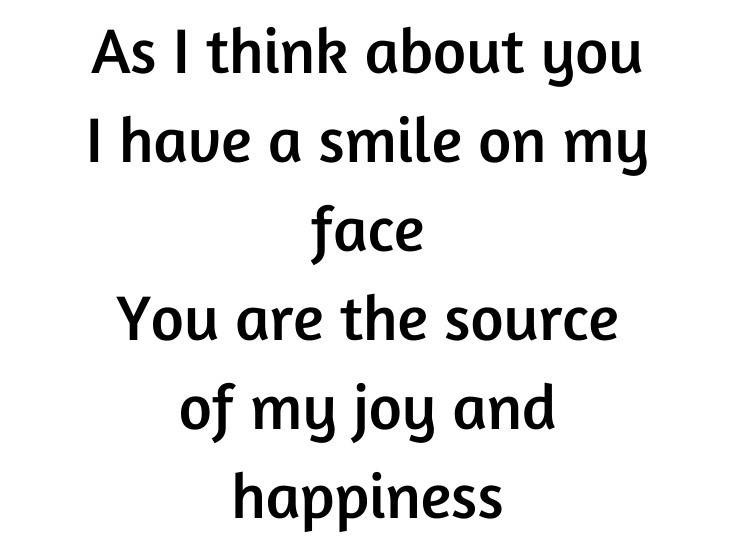 As I think about you
I have a smile on my
face
You are the source
of my joy and
happiness